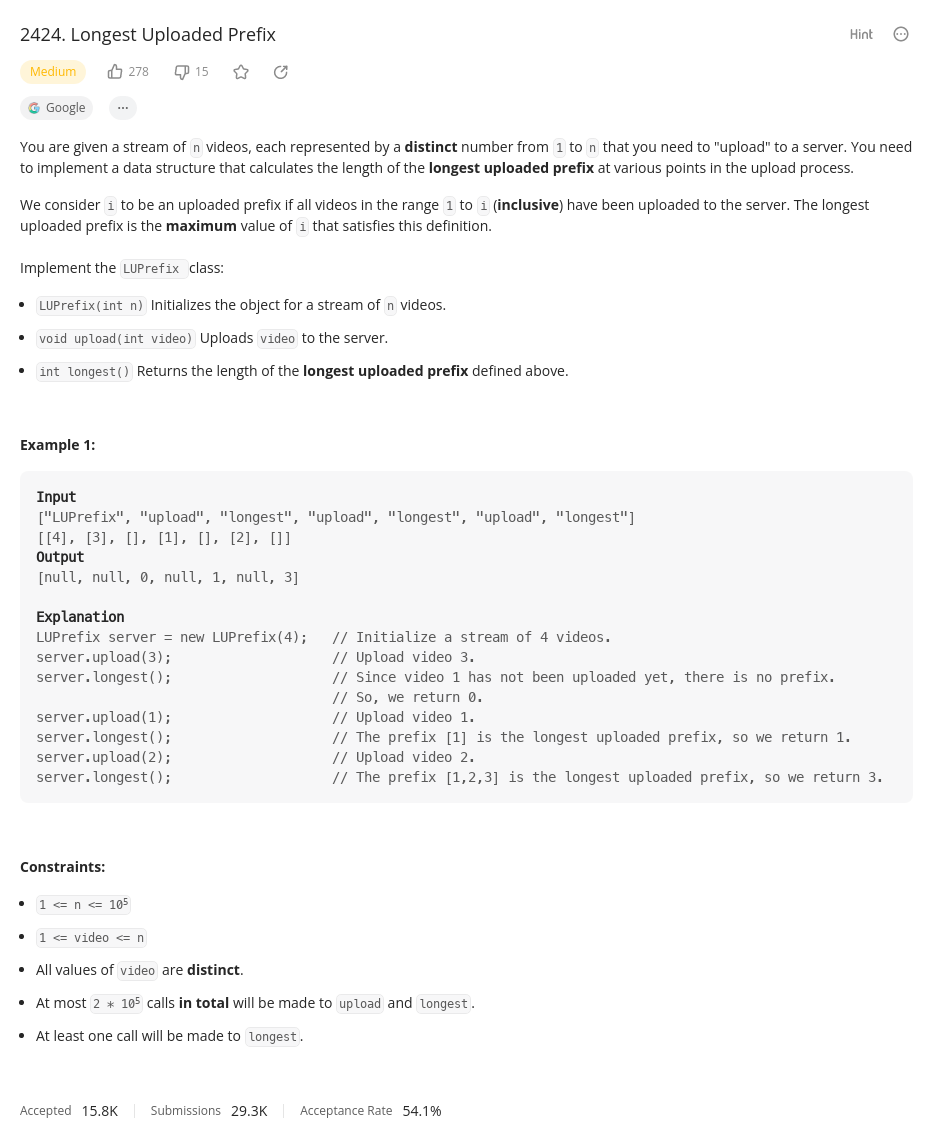 2424. Longest Uploaded Prefix
Hint
Medium 278 15
Google ...
You are given a stream of n videos, each represented by a distinct number from 1 to n that you need to "upload" to a server. You need
to implement a data structure that calculates the length of the longest uploaded prefix at various points in the upload process.
We consider i to be an uploaded prefix if all videos in the range 1 to i (inclusive) have been uploaded to the server. The longest
uploaded prefix is the maximum value of i that satisfies this definition.
Implement the LUPrefix class:
• LUPrefix(int n) Initializes the object for a stream of n videos.
• void upload(int video) Uploads video to the server.
• int longest() Returns the length of the longest uploaded prefix defined above.
Example 1:
Input
["LUPrefix", "upload", "longest", "upload", "longest", "upload", "longest"]
[[4], [3], [], [1], [], [2], []]
Output
[null, null, 0, null, 1, null, 3]
Explanation
LUPrefix server = new LUPrefix(4);   // Initialize a stream of 4 videos.
server.upload(3);                    // Upload video 3.
server.longest();                    // Since video 1 has not been uploaded yet, there is no prefix.
                                     // So, we return 0.
server.upload(1);                    // Upload video 1.
server.longest();                    // The prefix [1] is the longest uploaded prefix, so we return 1.
server.upload(2);                    // Upload video 2.
server.longest();                    // The prefix [1,2,3] is the longest uploaded prefix, so we return 3.
Constraints:
• 1 <= n <= 10⁵
• 1 <= video <= n
• All values of video are distinct.
• At most 2 * 10⁵ calls in total will be made to upload and longest.
• At least one call will be made to longest.
Accepted 15.8K Submissions 29.3K Acceptance Rate 54.1%